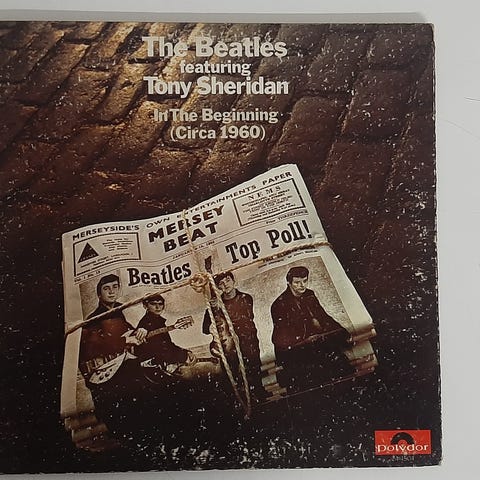 The Beatles
featuring
Tony Sheridan
In The Beginning
(Circa 1960)
MERSEYSIDE'S OWN ENTERTAINMENTS PAPER
MERSEY
BEAT
NEMS
Beatles Top Poll!
polydor